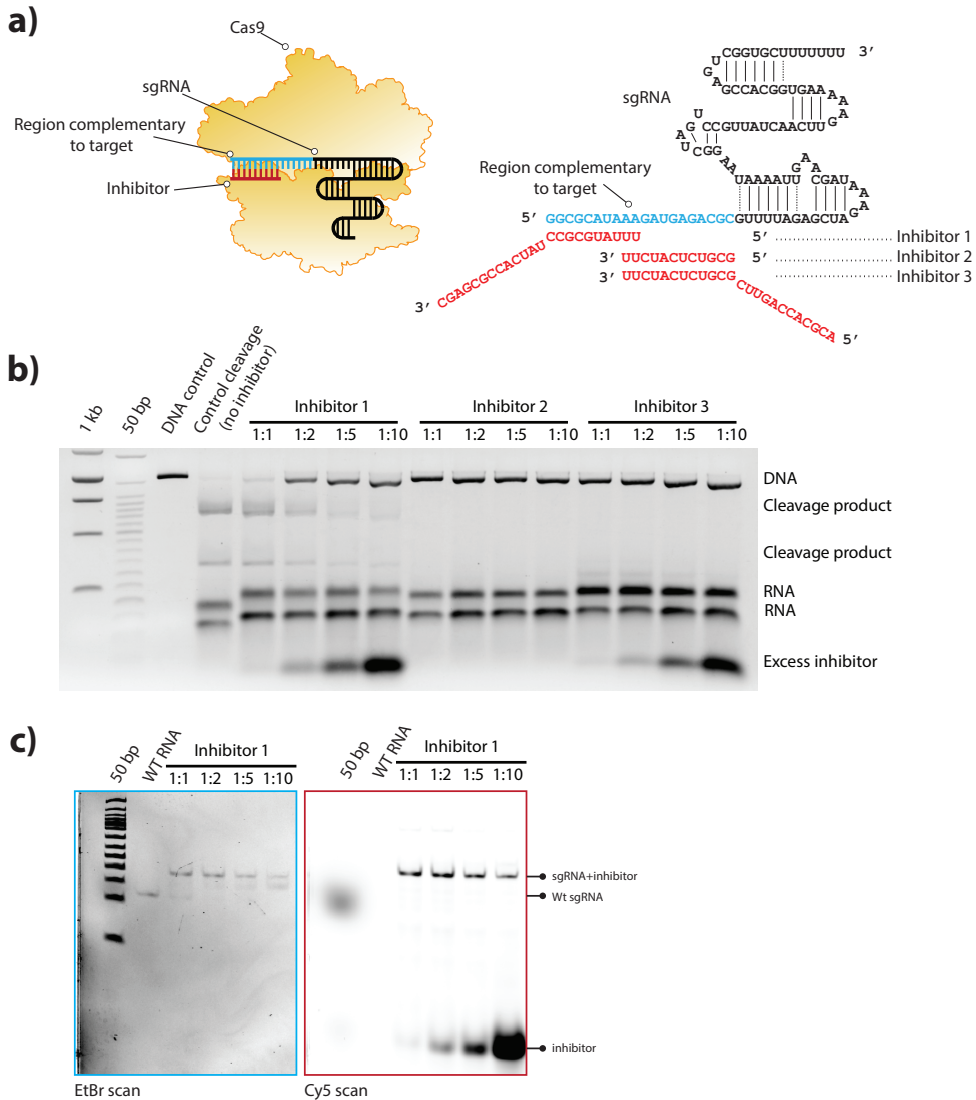 a)
Cas9
sgRNA
Region complementary
to target
Inhibitor
CGGUGCUUUUUUU 3′
U
G
A
GCCACGGUGAAA
A
A
G
sgRNA
CCGUUAUCAACUU
U
G
A
U
CGG
A
A
UAAAAUUG
A
A
CGAU
A
A
A
G
Region complementary
to target
5′ GGCGCAUAAAGAUGAGACGCGUUUUAGAGCUA
CCGCGUAUUU
CGAGCGCCACUAU
3′
5′ Inhibitor 1
3′ UUCUACUCUGCG 5′ Inhibitor 2
3′ UUCUACUCUGCG Inhibitor 3
CUUGACCACGCA
5′
b)
1 kb
50 bp
DNA control
Control cleavage
(no inhibitor)
Inhibitor 1 Inhibitor 2 Inhibitor 3
1:1 1:2 1:5 1:10 1:1 1:2 1:5 1:10 1:1 1:2 1:5 1:10
DNA
Cleavage product
Cleavage product
RNA
RNA
Excess inhibitor
c)
50 bp
WT RNA
Inhibitor 1
1:1 1:2 1:5 1:10
50 bp
WT RNA
Inhibitor 1
1:1 1:2 1:5 1:10
sgRNA+inhibitor
Wt sgRNA
inhibitor
EtBr scan
Cy5 scan